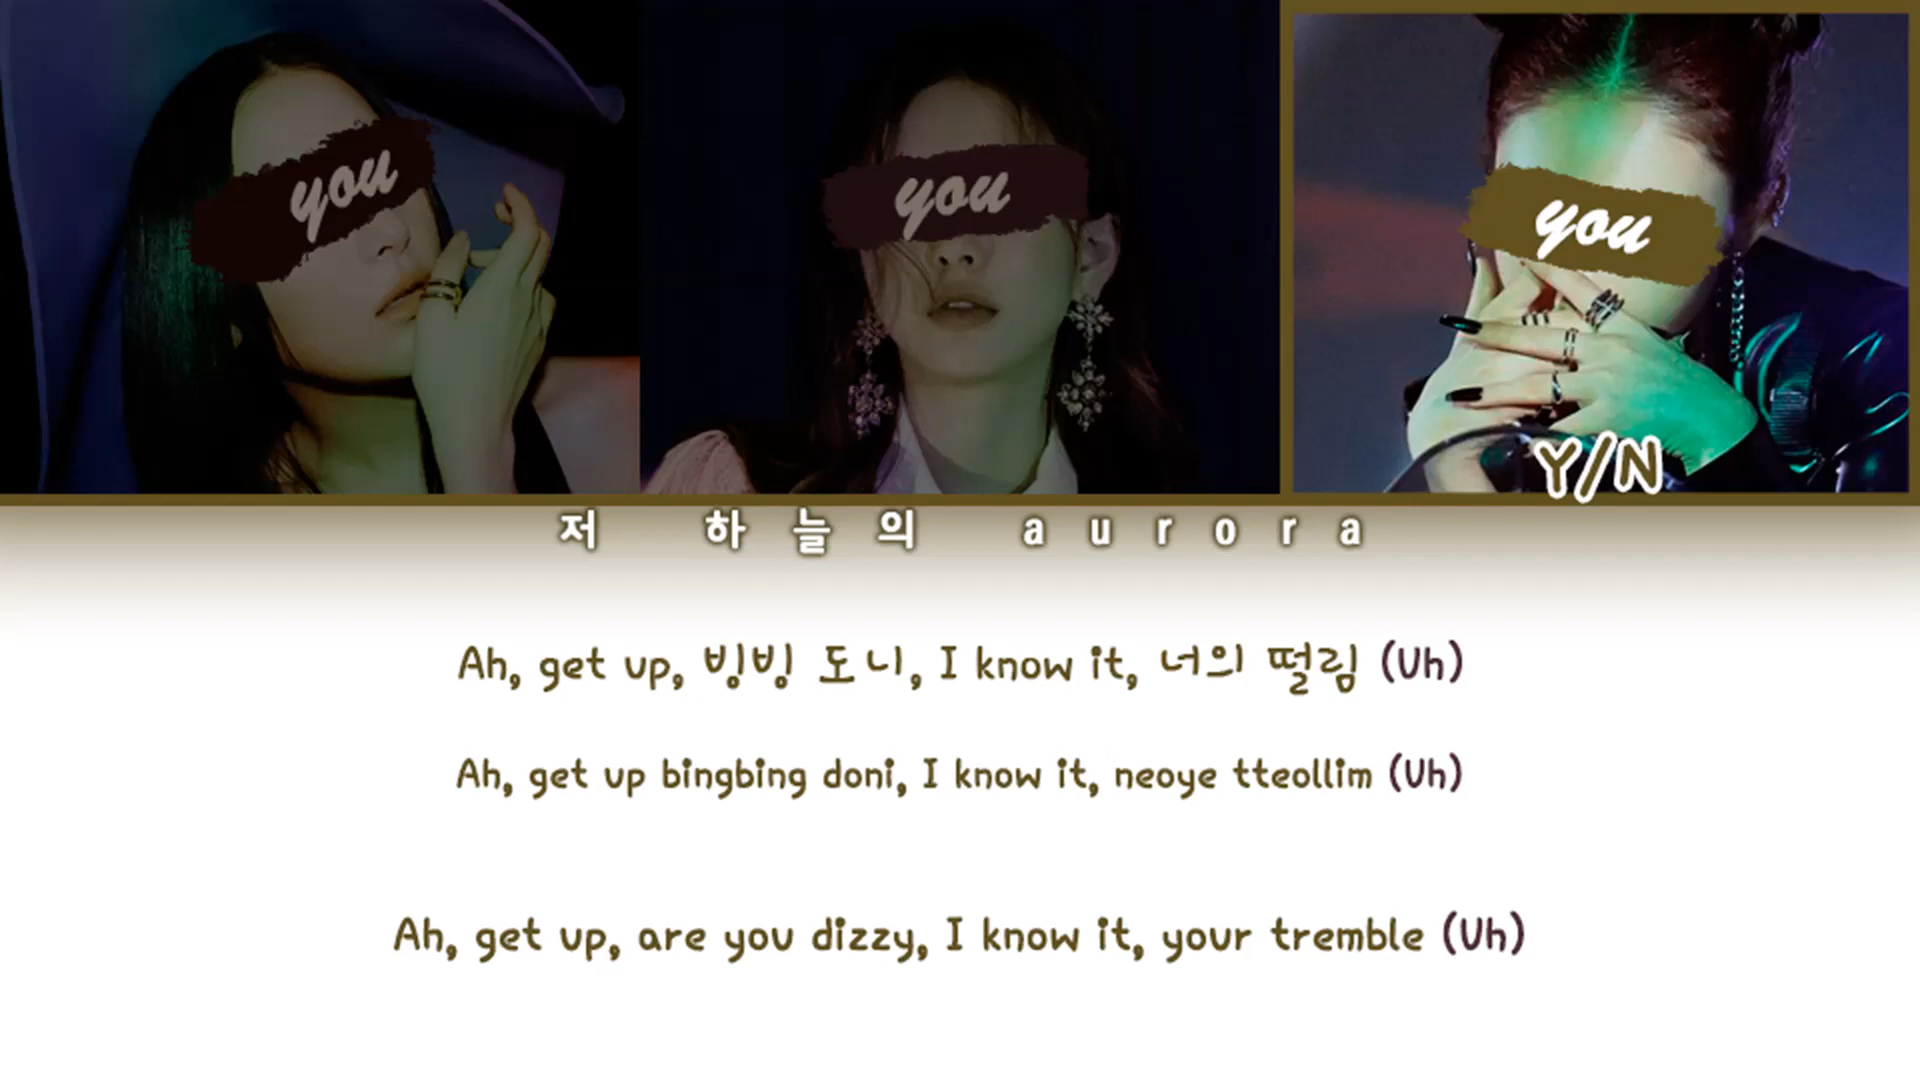 you
you
you
Y/N
저 하늘의 aurora
Ah, get up, 빙빙 도니, I know it, 너의 떨림 (Uh)
Ah, get up bingbing doni, I know it, neoye tteollim (Uh)
Ah, get up, are you dizzy, I know it, your tremble (Uh)